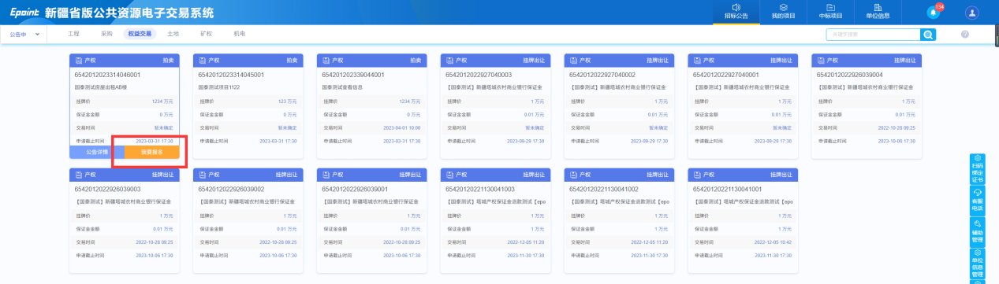 Epoint 新疆省版公共资源电子交易系统
招标公告 我的项目 中标项目 单位信息 134
公告中 工程 采购 权益交易 土地 矿权 机电 关键字搜索
产权 拍卖
6542012023314046001
国泰测试房屋出租AB楼
挂牌价 1234 万元
保证金金额 0 万元
交易时间 暂未确定
申请截止时间 2023-03-31 17:30
公告详情 我要报名
产权 拍卖
6542012023314045001
国泰测试项目1122
挂牌价 123 万元
保证金金额 0 万元
交易时间 暂未确定
申请截止时间 2023-03-31 17:30
产权 拍卖
654201202339044001
国泰测试查看信息
挂牌价 1234 万元
保证金金额 0 万元
交易时间 2023-04-01 10:00
申请截止时间 2023-03-31 17:30
产权 挂牌出让
6542012022927040003
【国泰测试】新疆塔城农村商业银行保证金
挂牌价 1 万元
保证金金额 0.01 万元
交易时间 暂未确定
申请截止时间 2023-09-29 17:30
产权 挂牌出让
6542012022927040002
【国泰测试】新疆塔城农村商业银行保证金
挂牌价 1 万元
保证金金额 0.01 万元
交易时间 暂未确定
申请截止时间 2023-09-29 17:30
产权 挂牌出让
6542012022927040001
【国泰测试】新疆塔城农村商业银行保证金
挂牌价 1 万元
保证金金额 0.01 万元
交易时间 暂未确定
申请截止时间 2023-09-29 17:30
产权 挂牌出让
6542012022926039004
【国泰测试】新疆塔城农村商业银行保证金
挂牌价 1 万元
保证金金额 0.01 万元
交易时间 2022-10-28 09:25
申请截止时间 2023-10-06 17:30
产权 挂牌出让
6542012022926039003
【国泰测试】新疆塔城农村商业银行保证金
挂牌价 1 万元
保证金金额 0.01 万元
交易时间 2022-10-28 09:25
申请截止时间 2023-10-06 17:30
产权 挂牌出让
6542012022926039002
【国泰测试】新疆塔城农村商业银行保证金
挂牌价 1 万元
保证金金额 0.01 万元
交易时间 2022-10-28 09:25
申请截止时间 2023-10-06 17:30
产权 挂牌出让
6542012022926039001
【国泰测试】新疆塔城农村商业银行保证金
挂牌价 1 万元
保证金金额 0.01 万元
交易时间 2022-10-28 09:25
申请截止时间 2023-10-06 17:30
产权 挂牌出让
65420120221130041003
【国泰测试】塔城产权保证金退款测试【epo
挂牌价 1 万元
保证金金额 0.01 万元
交易时间 2022-12-05 11:20
申请截止时间 2023-11-30 17:30
产权 挂牌出让
65420120221130041002
【国泰测试】塔城产权保证金退款测试【epo
挂牌价 1 万元
保证金金额 0.01 万元
交易时间 2022-12-05 11:20
申请截止时间 2023-11-30 17:30
产权 挂牌出让
65420120221130041001
【国泰测试】塔城产权保证金退款测试【epo
挂牌价 1 万元
保证金金额 0.01 万元
交易时间 2022-12-05 10:42
申请截止时间 2023-11-30 17:30
扫码
绑定
证书
客服
电话
辅助
管理
单位
信息
管理